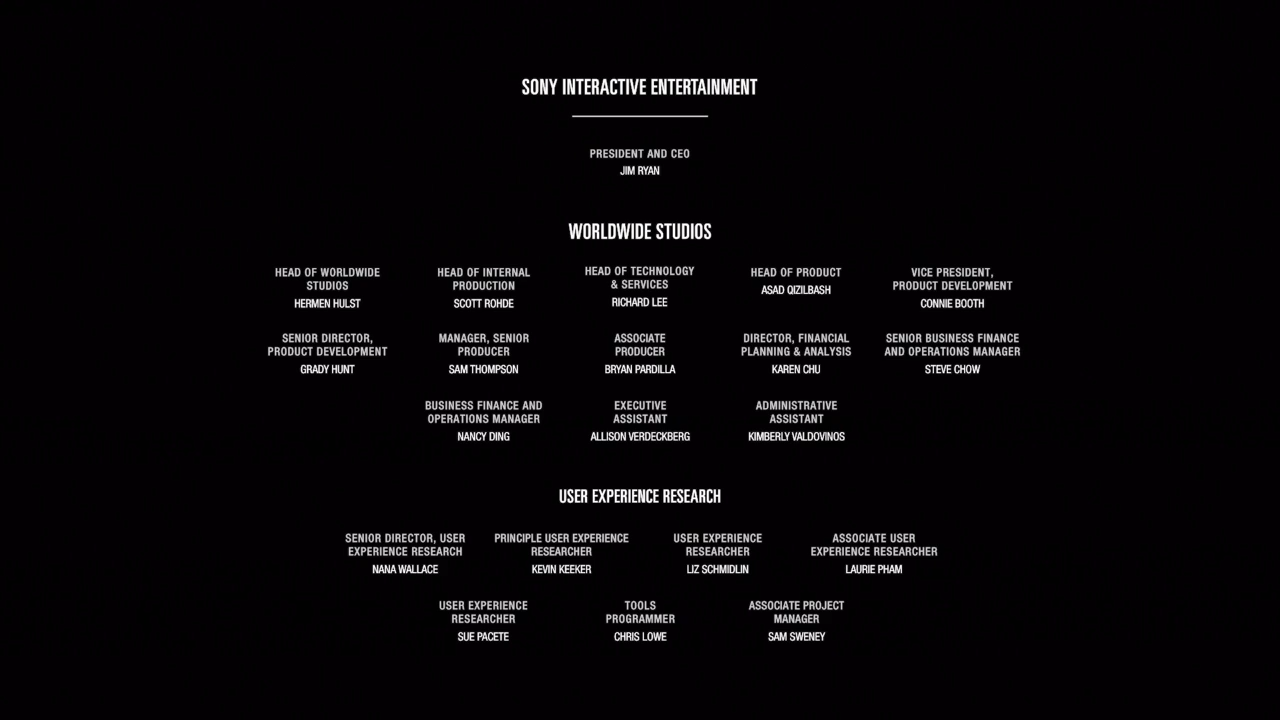 SONY INTERACTIVE ENTERTAINMENT
PRESIDENT AND CEO
JIM RYAN
WORLDWIDE STUDIOS
HEAD OF WORLDWIDE
STUDIOS
HERMEN HULST
HEAD OF INTERNAL
PRODUCTION
SCOTT ROHDE
HEAD OF TECHNOLOGY
& SERVICES
RICHARD LEE
HEAD OF PRODUCT
ASAD QIZILBASH
VICE PRESIDENT,
PRODUCT DEVELOPMENT
CONNIE BOOTH
SENIOR DIRECTOR,
PRODUCT DEVELOPMENT
GRADY HUNT
MANAGER, SENIOR
PRODUCER
SAM THOMPSON
ASSOCIATE
PRODUCER
BRYAN PARDILLA
DIRECTOR, FINANCIAL
PLANNING & ANALYSIS
KAREN CHU
SENIOR BUSINESS FINANCE
AND OPERATIONS MANAGER
STEVE CHOW
BUSINESS FINANCE AND
OPERATIONS MANAGER
NANCY DING
EXECUTIVE
ASSISTANT
ALLISON VERDECKBERG
ADMINISTRATIVE
ASSISTANT
KIMBERLY VALDOVINOS
USER EXPERIENCE RESEARCH
SENIOR DIRECTOR, USER
EXPERIENCE RESEARCH
NANA WALLACE
PRINCIPLE USER EXPERIENCE
RESEARCHER
KEVIN KEEKER
USER EXPERIENCE
RESEARCHER
LIZ SCHMIDLIN
ASSOCIATE USER
EXPERIENCE RESEARCHER
LAURIE PHAM
USER EXPERIENCE
RESEARCHER
SUE PACETE
TOOLS
PROGRAMMER
CHRIS LOWE
ASSOCIATE PROJECT
MANAGER
SAM SWENEY